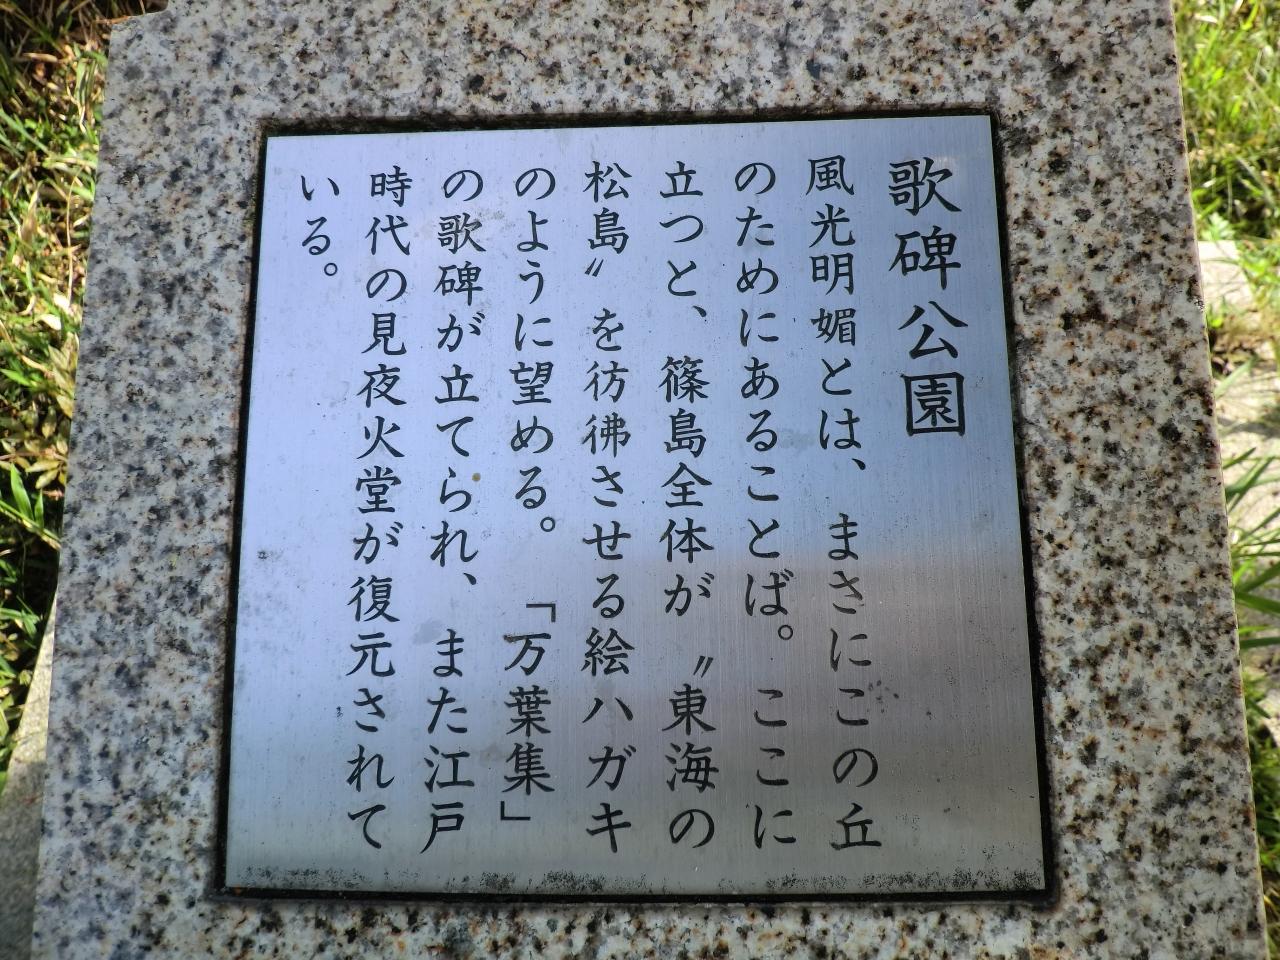 歌碑公園
風光明媚とは、まさにこの丘
のためにあることば。ここに
立つと、篠島全体が〝東海の
松島〟を彷彿させる絵ハガキ
のように望める。「万葉集」
の歌碑が立てられ、また江戸
時代の見夜火堂が復元されて
いる。